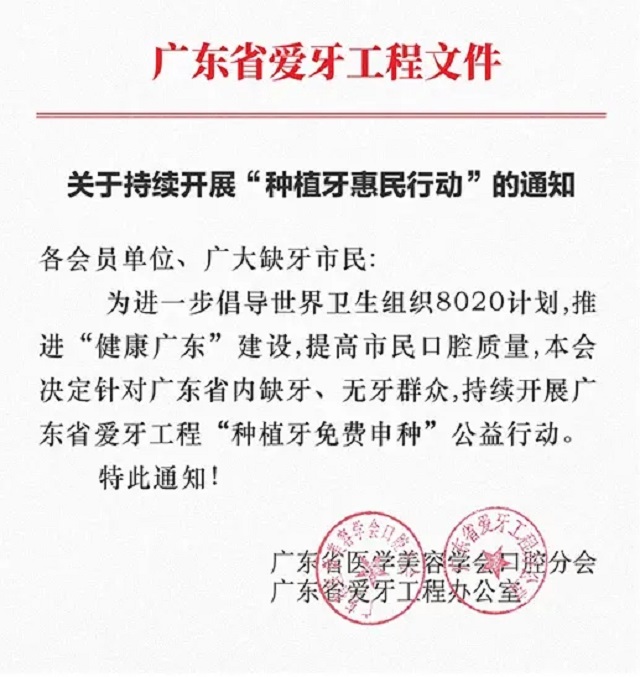 广东省爱牙工程文件
关于持续开展“种植牙惠民行动”的通知
各会员单位、广大缺牙市民:
为进一步倡导世界卫生组织8020计划,推
进“健康广东”建设,提高市民口腔质量,本会
决定针对广东省内缺牙、无牙群众,持续开展广
东省爱牙工程“种植牙免费申种”公益行动。
特此通知!
广东省医学美容学会口腔分会
广东省爱牙工程办公室